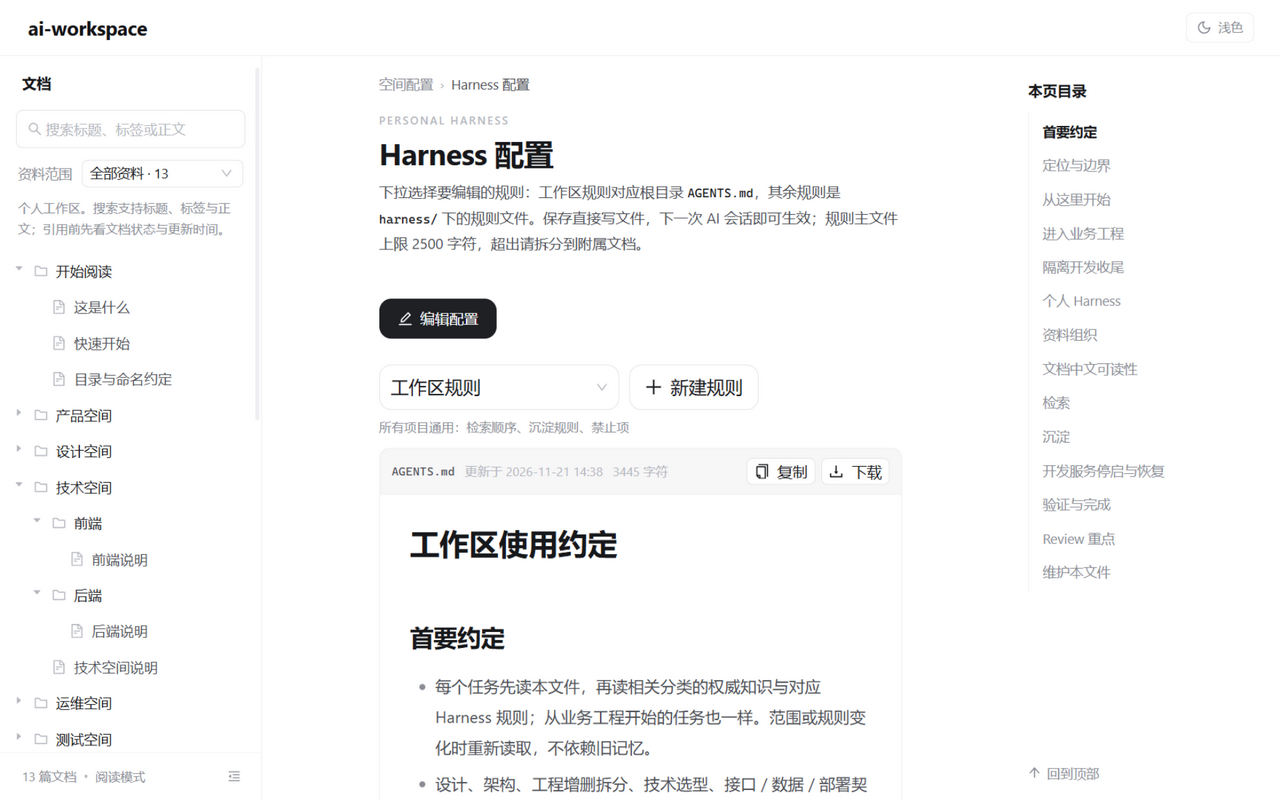 ai-workspace
浅色
文档
搜索标题、标签或正文
资料范围
全部资料 · 13
个人工作区。搜索支持标题、标签与正
文；引用前先看文档状态与更新时间。
开始阅读
这是什么
快速开始
目录与命名约定
产品空间
设计空间
技术空间
前端
前端说明
后端
后端说明
技术空间说明
运维空间
测试空间
13 篇文档 • 阅读模式
空间配置 › Harness 配置
PERSONAL HARNESS
Harness 配置
下拉选择要编辑的规则：工作区规则对应根目录 AGENTS.md，其余规则是
harness/ 下的规则文件。保存直接写文件，下一次 AI 会话即可生效；规则主文件
上限 2500 字符，超出请拆分到附属文档。
编辑配置
工作区规则
新建规则
所有项目通用：检索顺序、沉淀规则、禁止项
AGENTS.md 更新于 2026-11-21 14:38 3445 字符
复制
下载
工作区使用约定
首要约定
• 每个任务先读本文件，再读相关分类的权威知识与对应
Harness 规则；从业务工程开始的任务也一样。范围或规则变
化时重新读取，不依赖旧记忆。
• 设计、架构、工程增删拆分、技术选型、接口 / 数据 / 部署契
本页目录
首要约定
定位与边界
从这里开始
进入业务工程
隔离开发收尾
个人 Harness
资料组织
文档中文可读性
检索
沉淀
开发服务停启与恢复
验证与完成
Review 重点
维护本文件
回到顶部